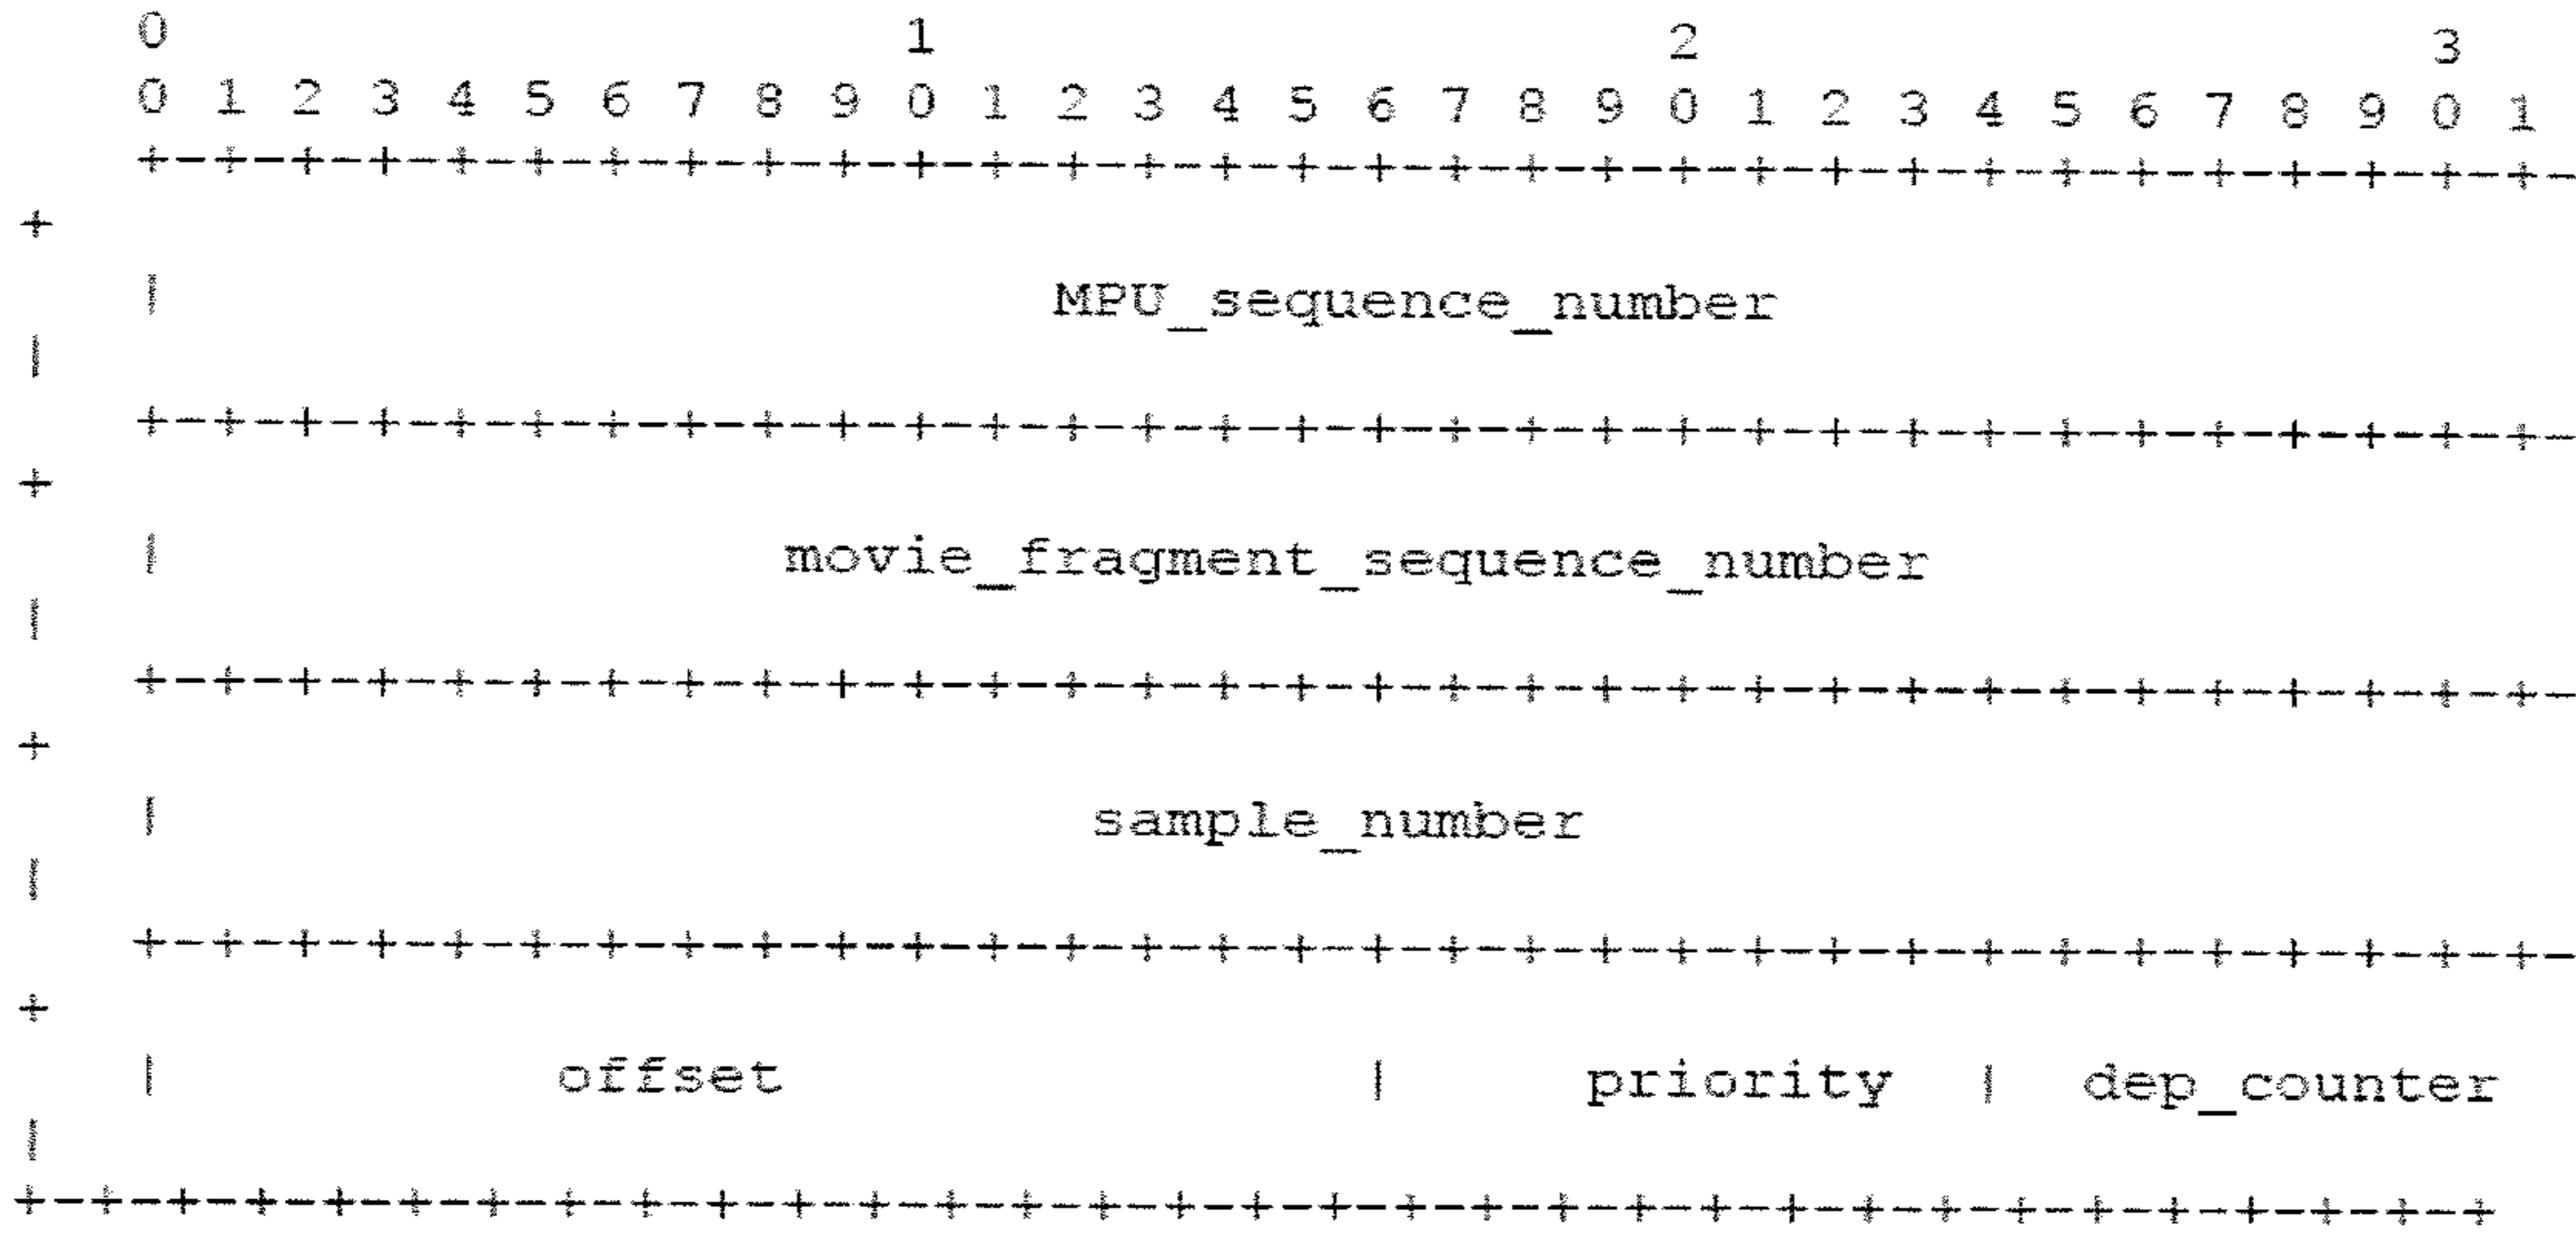 0 1 2 3
0 1 2 3 4 5 6 7 8 9 0 1 2 3 4 5 6 7 8 9 0 1 2 3 4 5 6 7 8 9 0 1
+-+-+-+-+-+-+-+-+-+-+-+-+-+-+-+-+-+-+-+-+-+-+-+-+-+-+-+-+-+-+-+-
+
| MPU_sequence_number
|
+-+-+-+-+-+-+-+-+-+-+-+-+-+-+-+-+-+-+-+-+-+-+-+-+-+-+-+-+-+-+-+-
+
| movie_fragment_sequence_number
|
+-+-+-+-+-+-+-+-+-+-+-+-+-+-+-+-+-+-+-+-+-+-+-+-+-+-+-+-+-+-+-+-
+
| sample_number
|
+-+-+-+-+-+-+-+-+-+-+-+-+-+-+-+-+-+-+-+-+-+-+-+-+-+-+-+-+-+-+-+-
+
| offset | priority | dep_counter
|
+-+-+-+-+-+-+-+-+-+-+-+-+-+-+-+-+-+-+-+-+-+-+-+-+-+-+-+-+-+-+-+-+